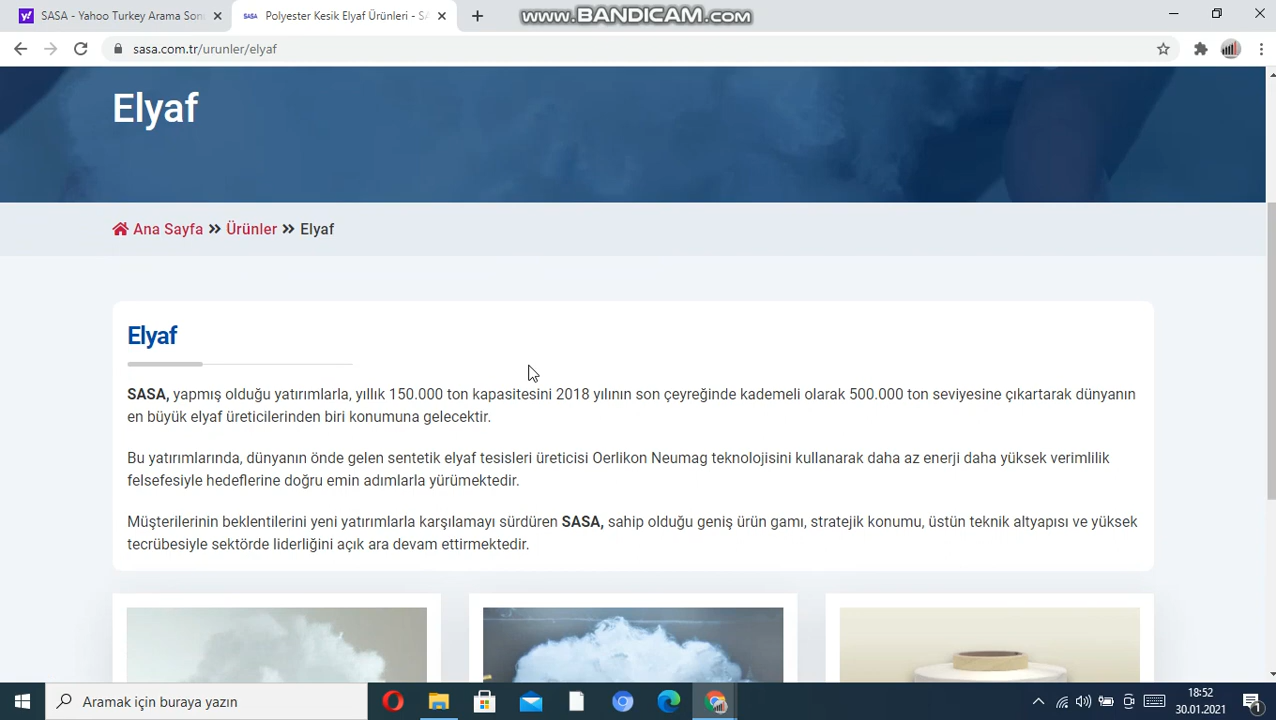 www.BANDICAM.com
SASA - Yahoo Turkey Arama Son
SASA
Polyester Kesik Elyaf Ürünleri - SA
sasa.com.tr/urunler/elyaf
Elyaf
Ana Sayfa >> Ürünler >> Elyaf
Elyaf
SASA, yapmış olduğu yatırımlarla, yıllık 150.000 ton kapasitesini 2018 yılının son çeyreğinde kademeli olarak 500.000 ton seviyesine çıkartarak dünyanın
en büyük elyaf üreticilerinden biri konumuna gelecektir.
Bu yatırımlarında, dünyanın önde gelen sentetik elyaf tesisleri üreticisi Oerlikon Neumag teknolojisini kullanarak daha az enerji daha yüksek verimlilik
felsefesiyle hedeflerine doğru emin adımlarla yürümektedir.
Müşterilerinin beklentilerini yeni yatırımlarla karşılamayı sürdüren SASA, sahip olduğu geniş ürün gamı, stratejik konumu, üstün teknik altyapısı ve yüksek
tecrübesiyle sektörde liderliğini açık ara devam ettirmektedir.
Aramak için buraya yazın
18:52
30.01.2021
1